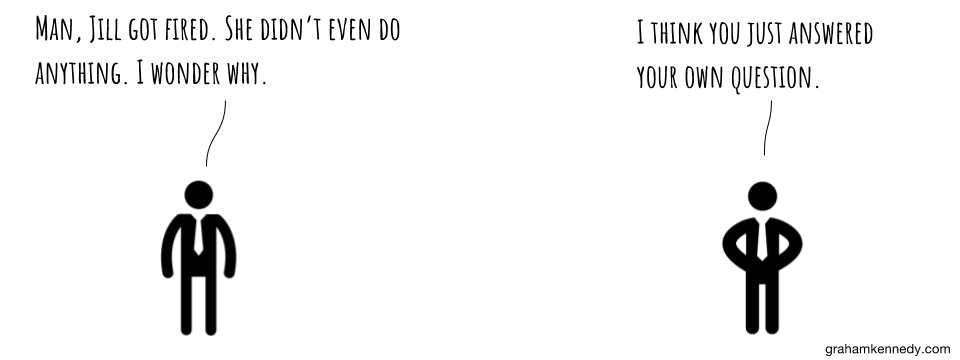 Man, Jill got fired. She didn't even do
anything. I wonder why.
I think you just answered
your own question.
grahamkennedy.com